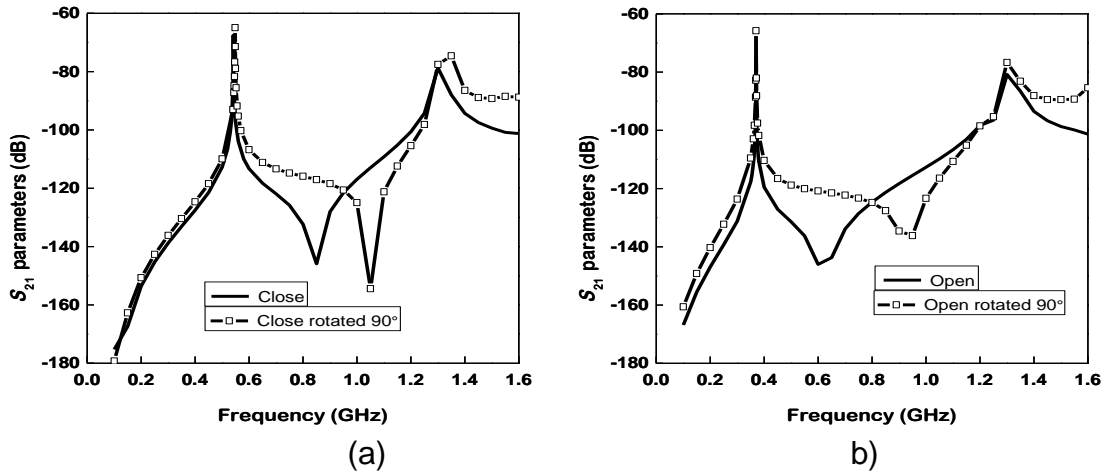 -60
-80
-100
-120
-140
-160
-180
S21 parameters (dB)
0.0 0.2 0.4 0.6 0.8 1.0 1.2 1.4 1.6
Frequency (GHz)
Close
Close rotated 90°
(a)
-60
-80
-100
-120
-140
-160
-180
S21 parameters (dB)
0.0 0.2 0.4 0.6 0.8 1.0 1.2 1.4 1.6
Frequency (GHz)
Open
Open rotated 90°
b)